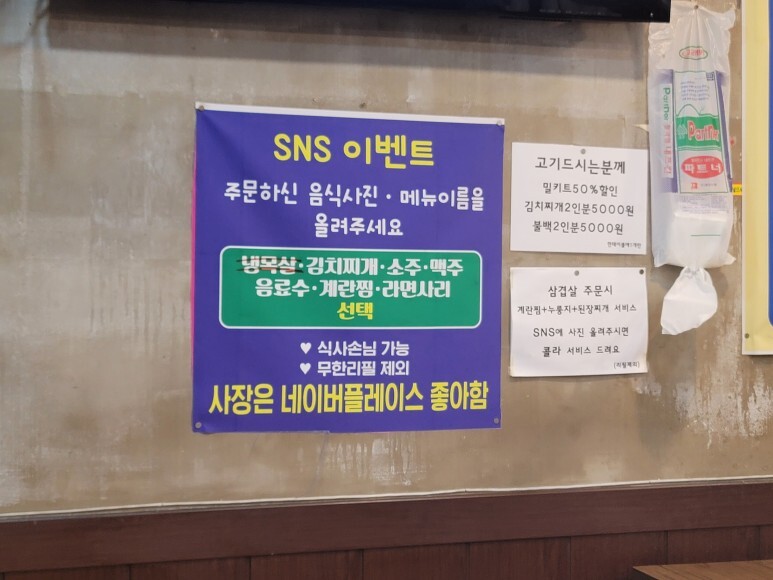 SNS 이벤트
주문하신 음식사진 · 메뉴이름을
올려주세요
냉목살·김치찌개·소주·맥주
음료수·계란찜·라면사리
선택
♥ 식사손님 가능
♥ 무한리필 제외
사장은 네이버플레이스 좋아함
고기드시는분께
밀키트50%할인
김치찌개2인분5000원
불백2인분5000원
삼겹살 주문시
계란찜+누룽지+된장찌개 서비스
SNS에 사진 올려주시면
콜라 서비스 드려요
(리필제외)
Partner
파트너